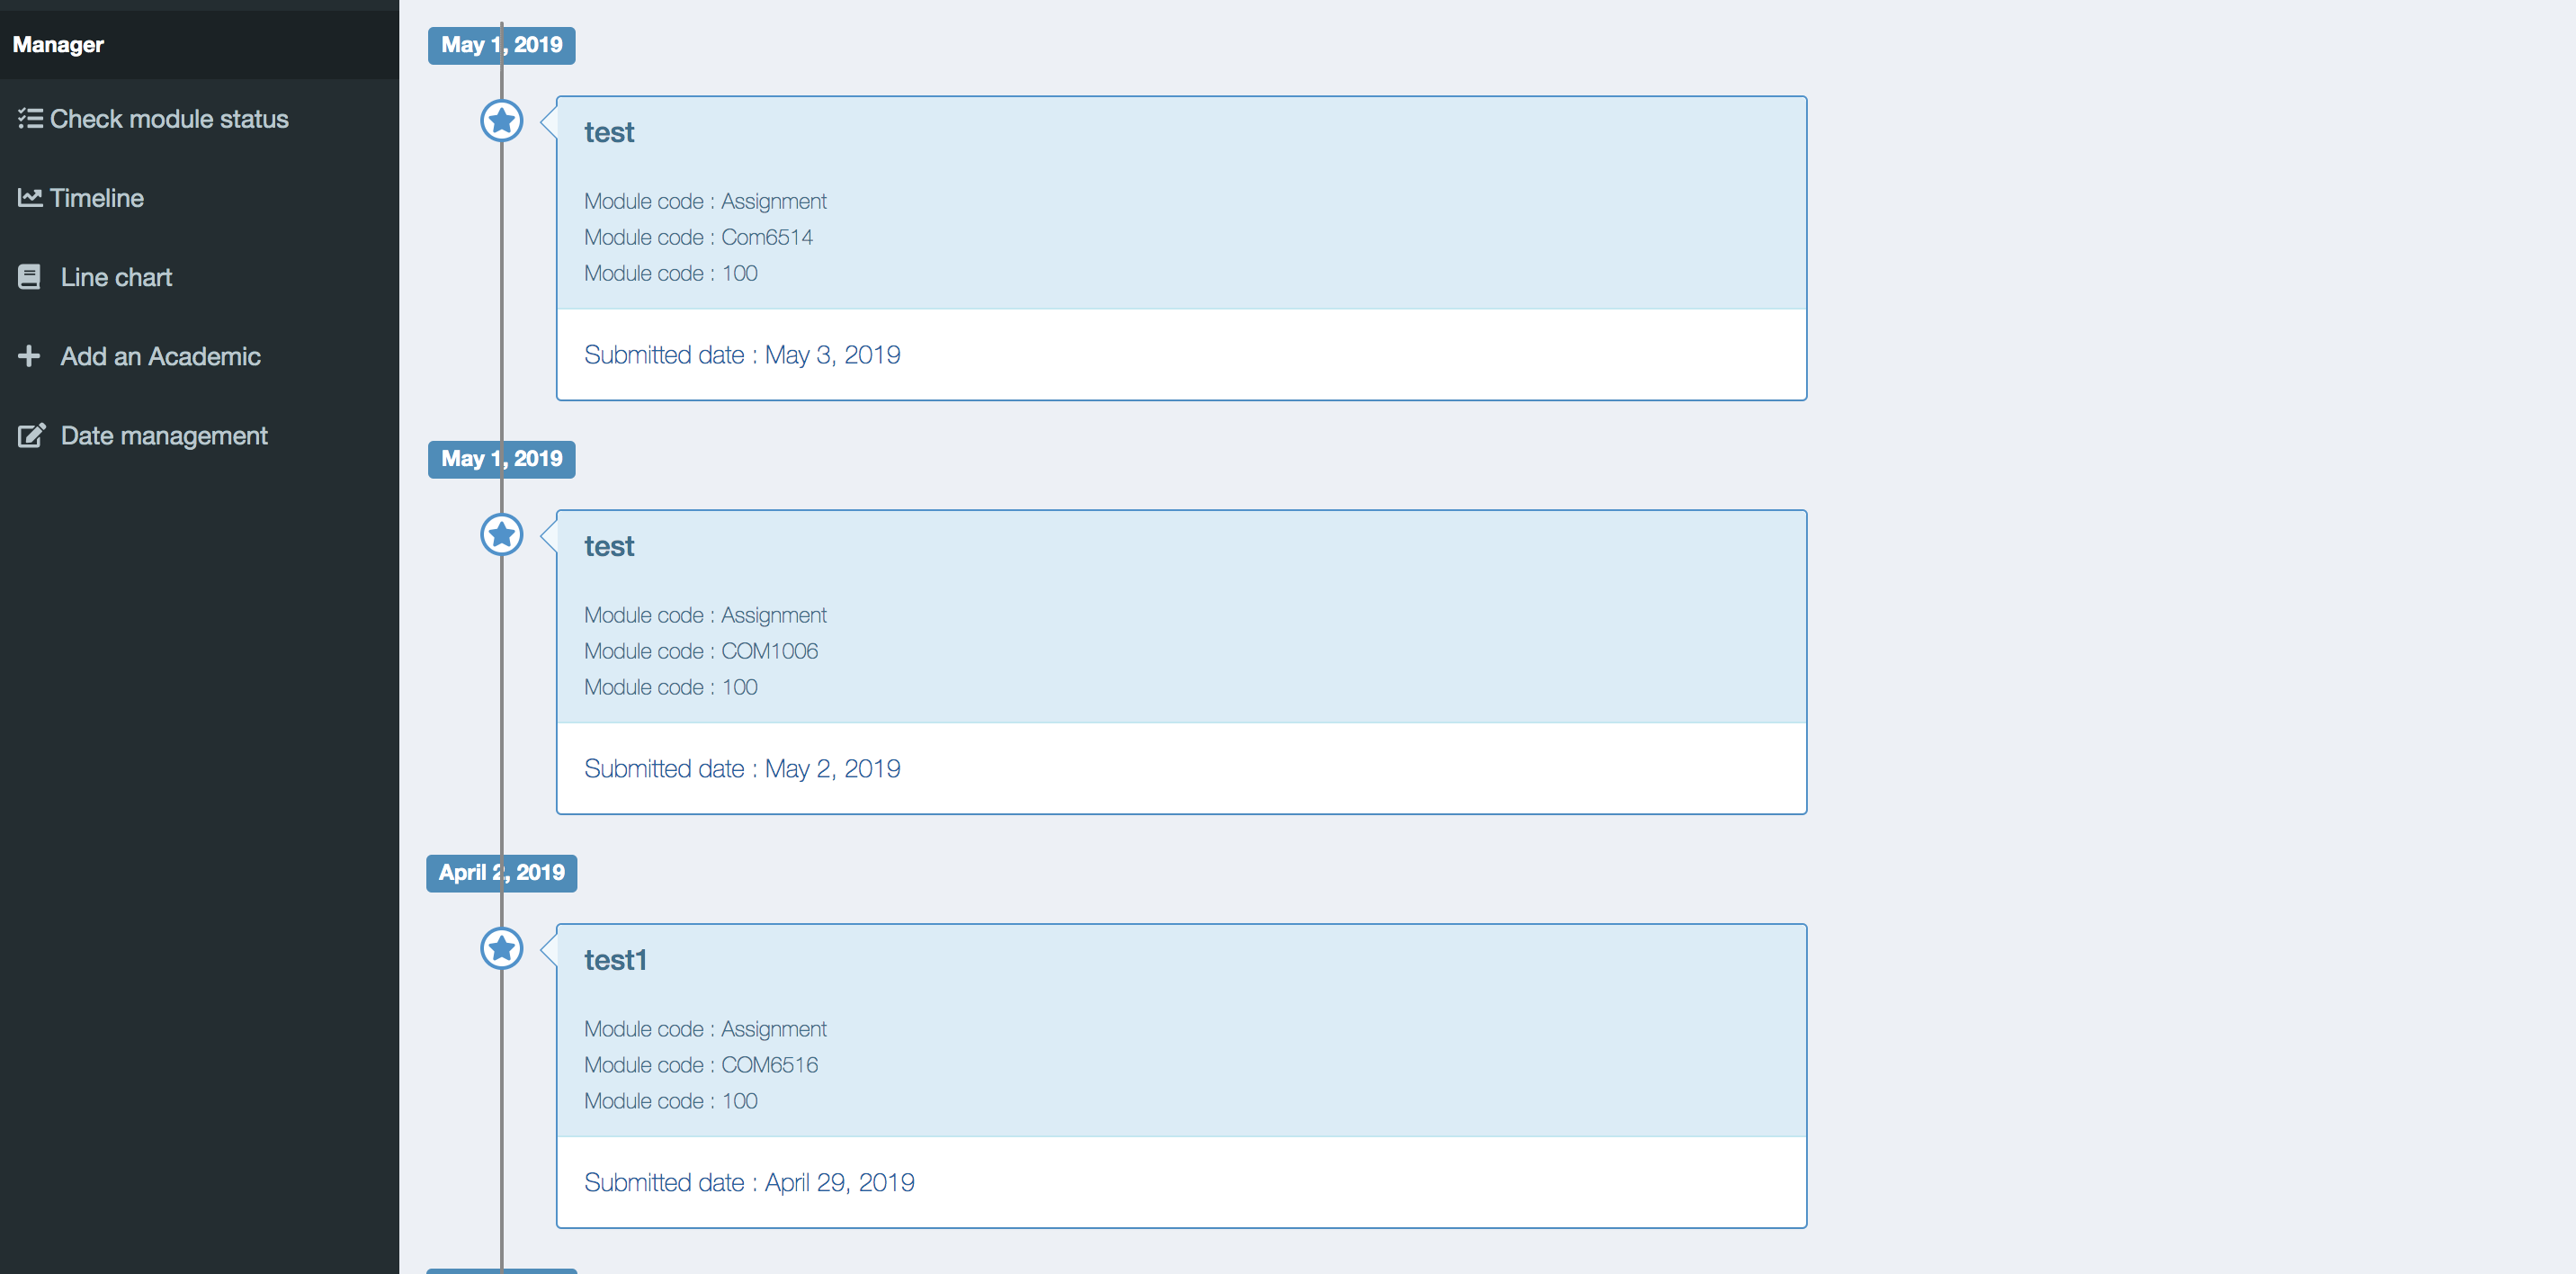 Manager
Check module status
Timeline
Line chart
Add an Academic
Date management
May 1, 2019
test
Module code : Assignment
Module code : Com6514
Module code : 100
Submitted date : May 3, 2019
May 1, 2019
test
Module code : Assignment
Module code : COM1006
Module code : 100
Submitted date : May 2, 2019
April 2, 2019
test1
Module code : Assignment
Module code : COM6516
Module code : 100
Submitted date : April 29, 2019